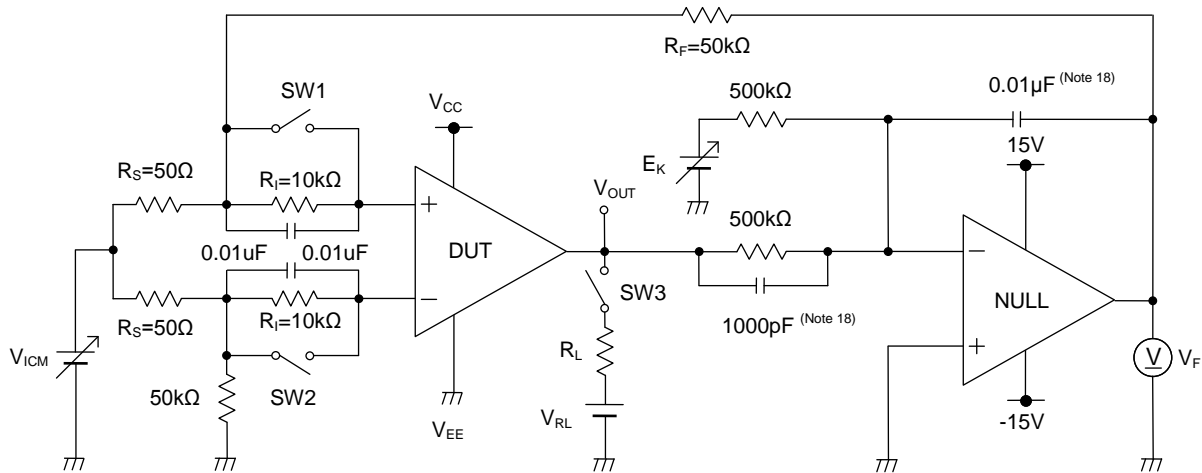 R_F=50kΩ
SW1
V_CC
500kΩ
0.01μF (Note 18)
15V
R_S=50Ω
R_I=10kΩ
E_K
V_OUT
0.01uF
0.01uF
500kΩ
DUT
NULL
R_S=50Ω
R_I=10kΩ
SW3
1000pF (Note 18)
V_ICM
50kΩ
SW2
R_L
V
V_F
V_EE
V_RL
-15V
+
−
−
+